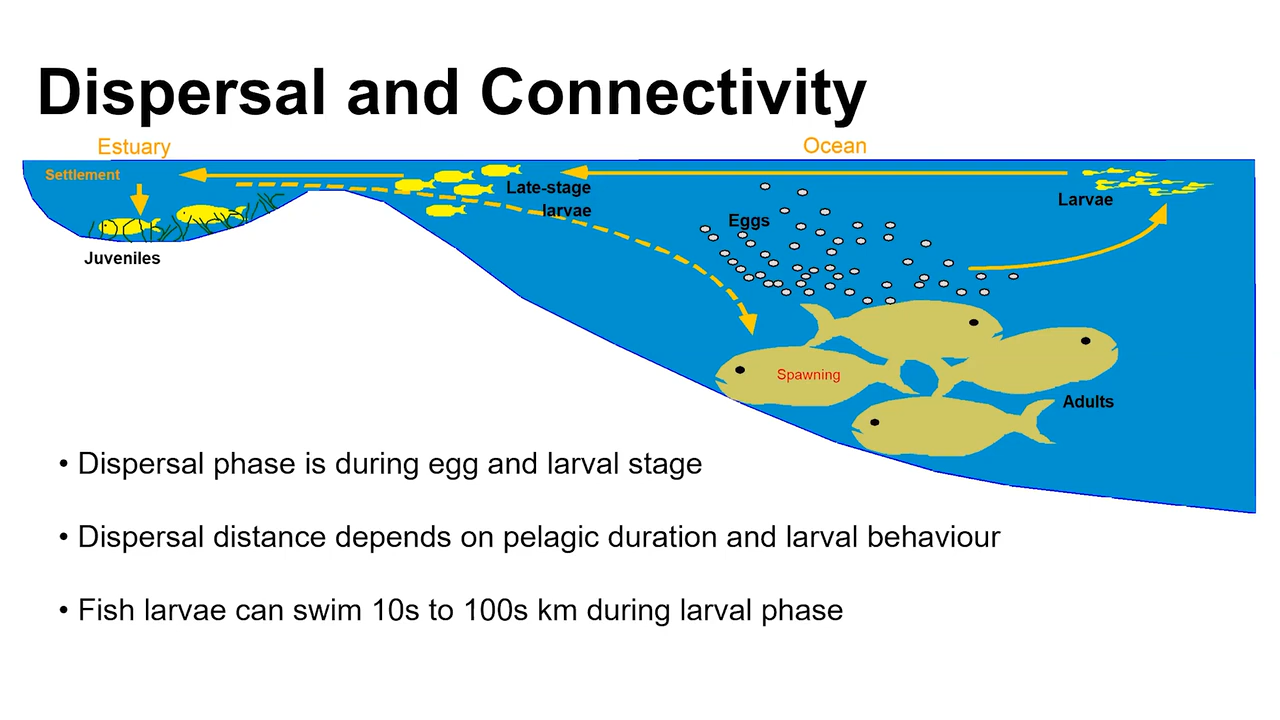 Dispersal and Connectivity
Estuary
Ocean
Settlement
Late-stage
larvae
Eggs
Larvae
Juveniles
Spawning
Adults
• Dispersal phase is during egg and larval stage
• Dispersal distance depends on pelagic duration and larval behaviour
• Fish larvae can swim 10s to 100s km during larval phase